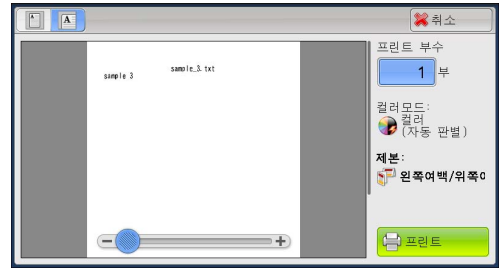 A
A
취소
sample_3.txt
sample 3
프린트 부수
1 부
컬러모드:
컬러
(자동 판별)
제본:
왼쪽여백/위쪽여
프린트